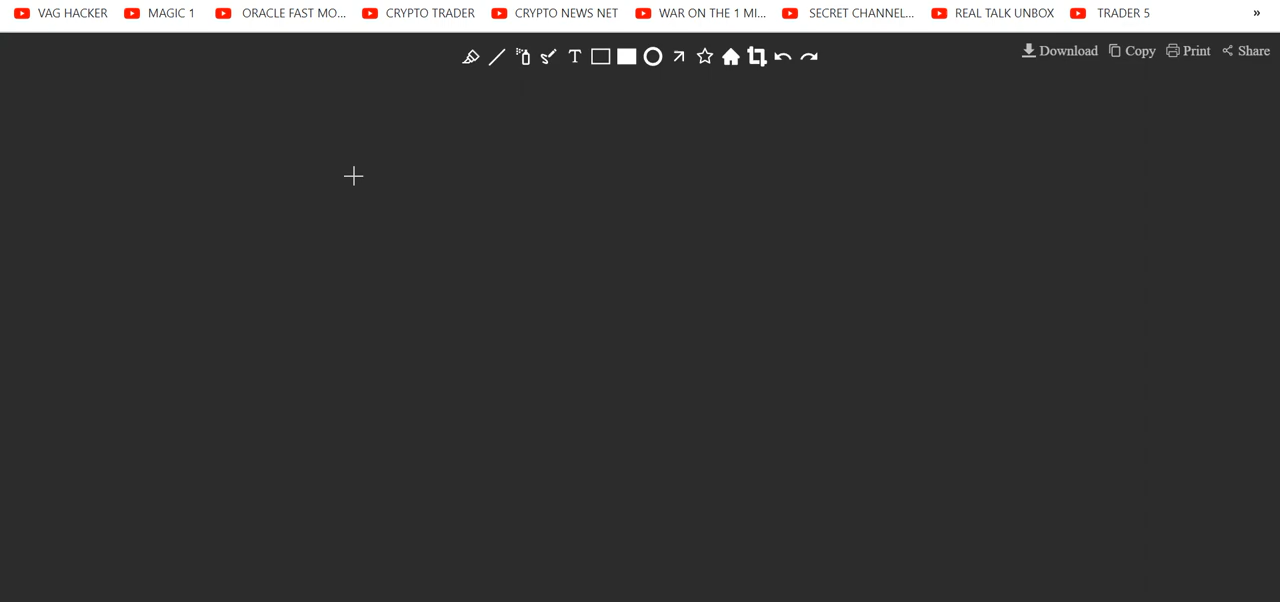 VAG HACKER MAGIC 1 ORACLE FAST MO... CRYPTO TRADER CRYPTO NEWS NET WAR ON THE 1 MI... SECRET CHANNEL... REAL TALK UNBOX TRADER 5 »
T Download Copy Print Share